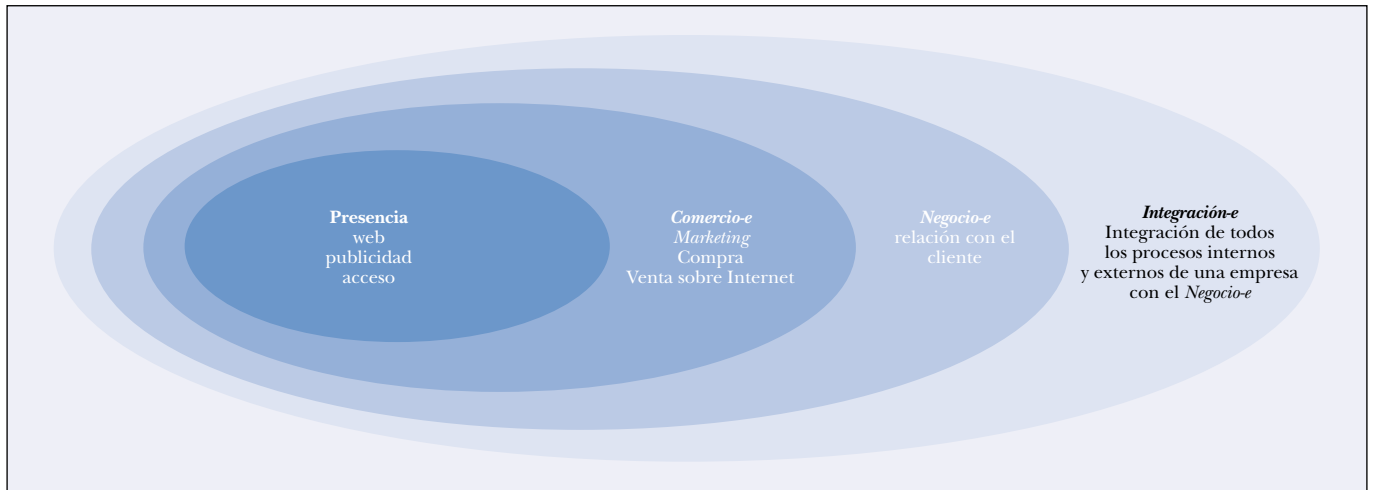 Presencia
web
publicidad
acceso
Comercio-e
Marketing
Compra
Venta sobre Internet
Negocio-e
relación con el
cliente
Integración-e
Integración de todos
los procesos internos
y externos de una empresa
con el Negocio-e